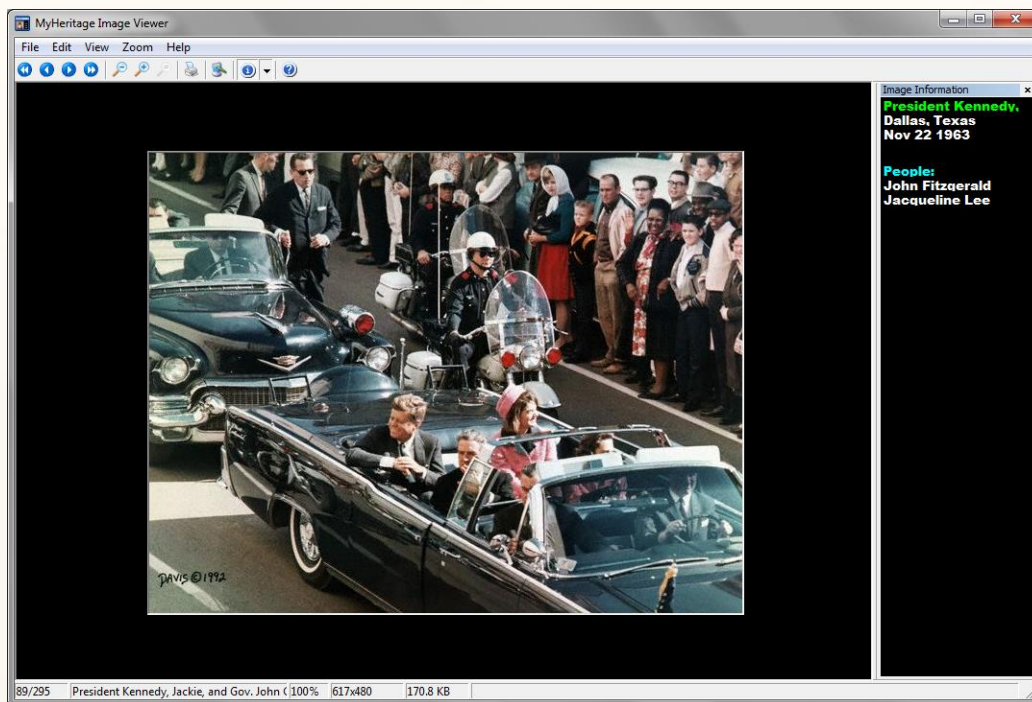 MyHeritage Image Viewer
File Edit View Zoom Help
Image Information
President Kennedy,
Dallas, Texas
Nov 22 1963
People:
John Fitzgerald
Jacqueline Lee
DAVIS ©1992
89/295 President Kennedy, Jackie, and Gov. John 100% 617x480 170.8 KB